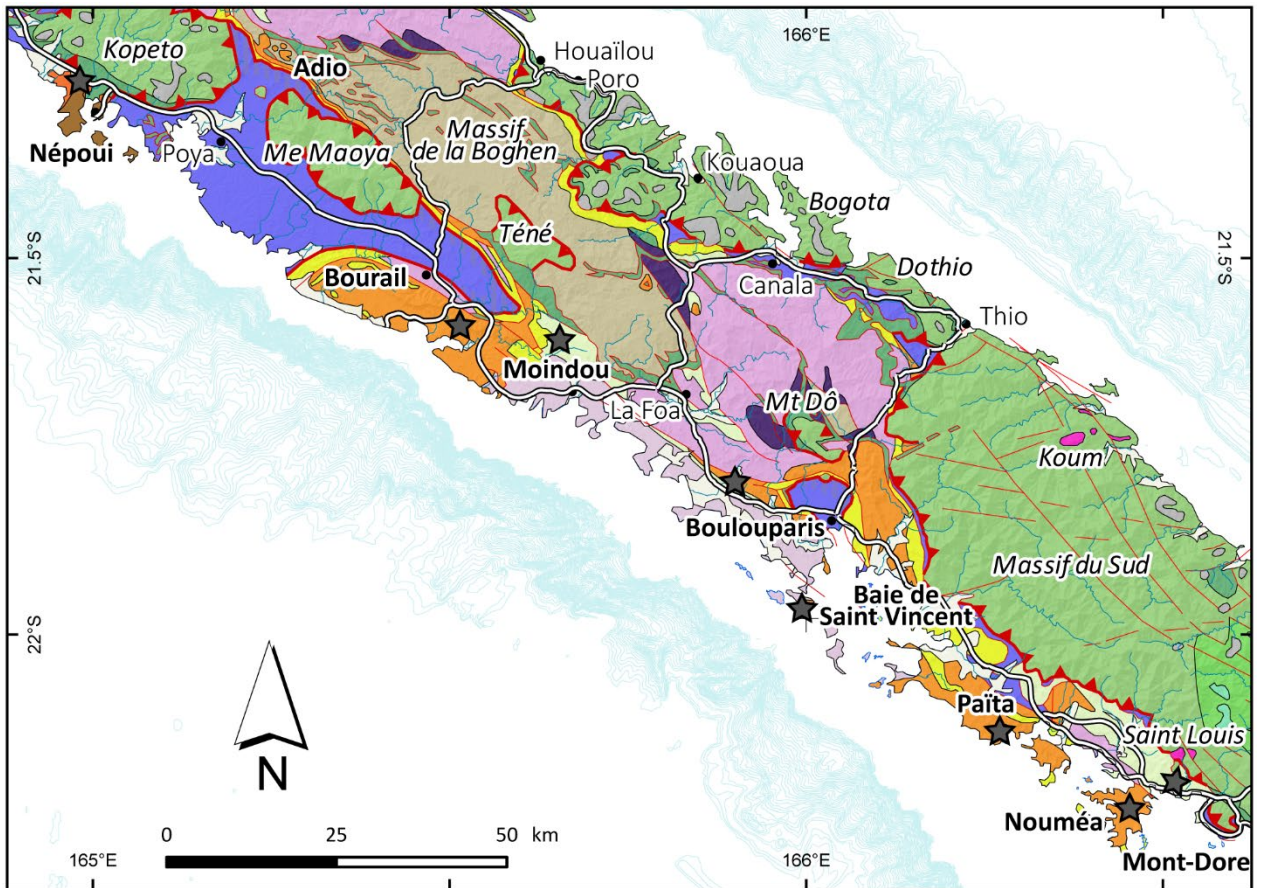 166°E
Kopeto
Adio
Houaïlou
Poro
Népoui
Poya
Me Maoya
Massif
de la Boghen
Kouaoua
Bogota
21.5°S
Téné
21.5°S
Bourail
Canala
Dothio
Thio
Moindou
La Foa
Mt Dô
Koum
Boulouparis
Massif du Sud
Baie de
Saint Vincent
22°S
Païta
Saint Louis
N
Nouméa
0 25 50 km
165°E
166°E
Mont-Dore